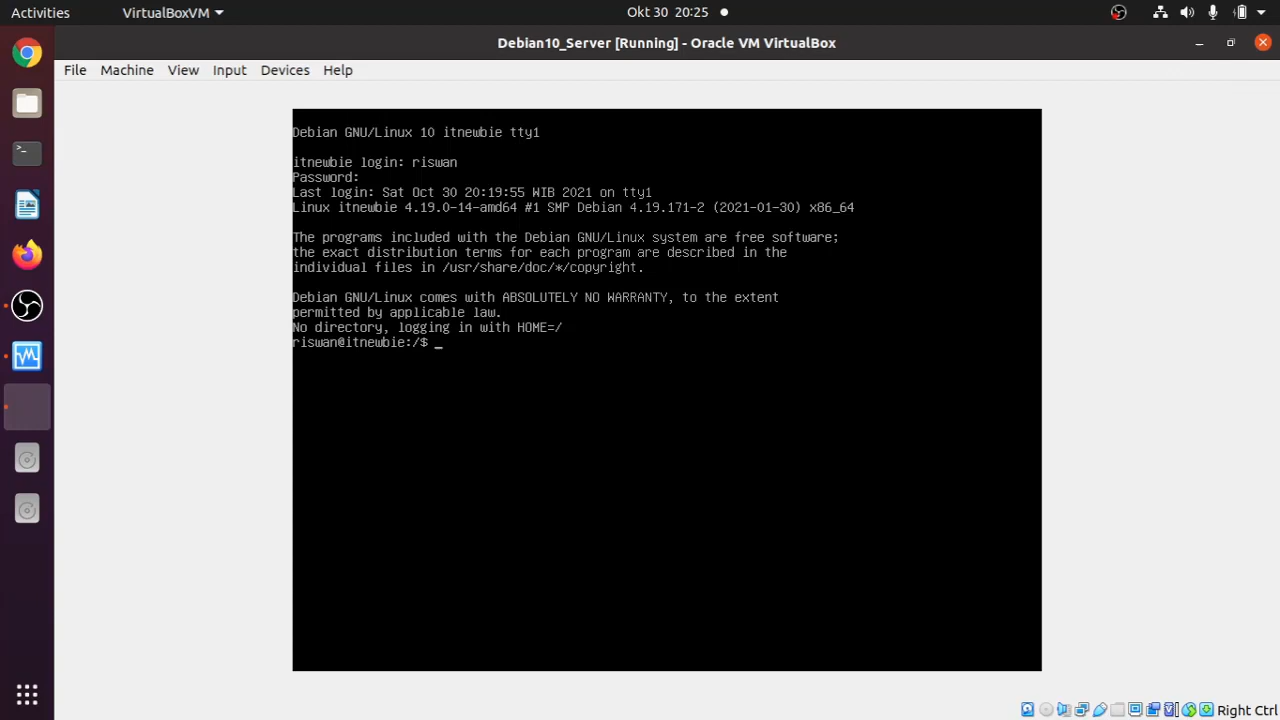 Activities
VirtualBoxVM
Okt 30 20:25
Debian10_Server [Running] - Oracle VM VirtualBox
File Machine View Input Devices Help
Debian GNU/Linux 10 itnewbie tty1
itnewbie login: riswan
Password:
Last login: Sat Oct 30 20:19:55 WIB 2021 on tty1
Linux itnewbie 4.19.0-14-amd64 #1 SMP Debian 4.19.171-2 (2021-01-30) x86_64
The programs included with the Debian GNU/Linux system are free software;
the exact distribution terms for each program are described in the
individual files in /usr/share/doc/*/copyright.
Debian GNU/Linux comes with ABSOLUTELY NO WARRANTY, to the extent
permitted by applicable law.
No directory, logging in with HOME=/
riswan@itnewbie:/$ _
Right Ctrl